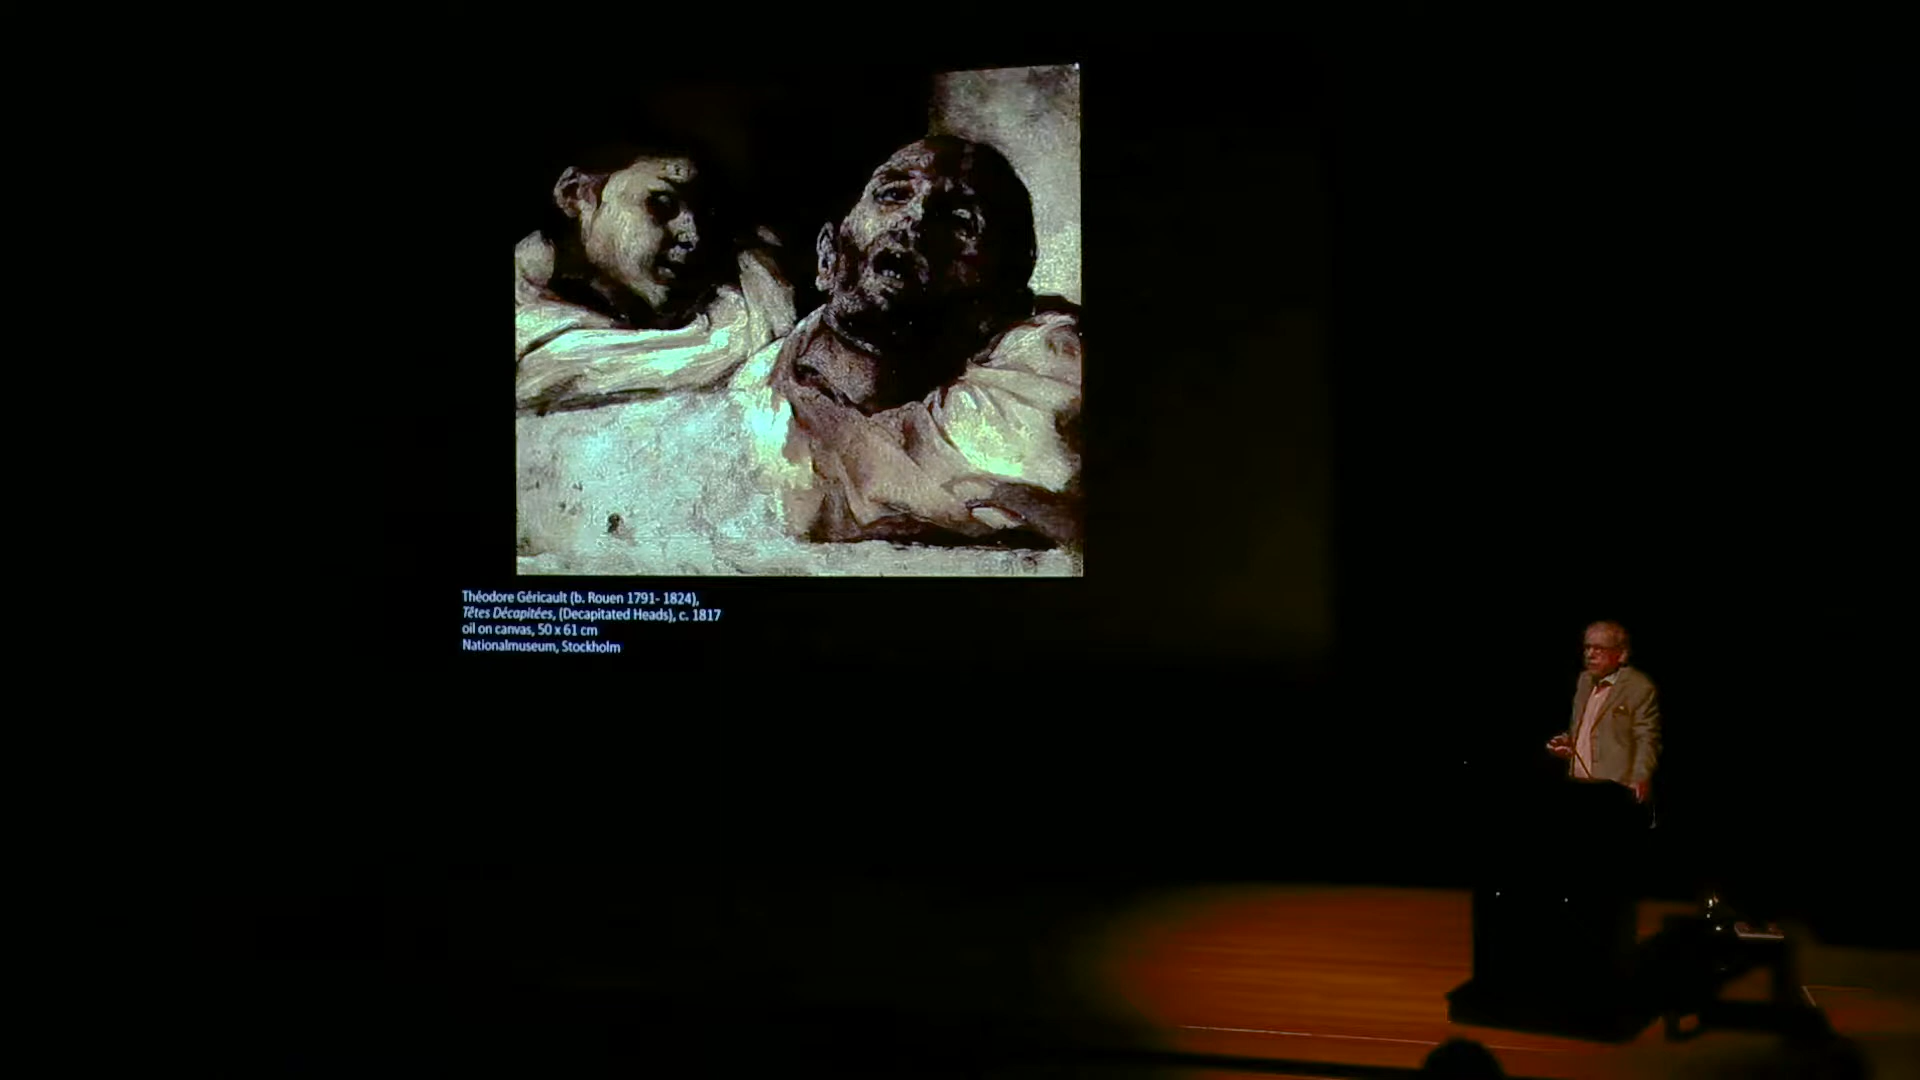 Théodore Géricault (b. Rouen 1791- 1824),
Têtes Décapitées, (Decapitated Heads), c. 1817
oil on canvas, 50 x 61 cm
Nationalmuseum, Stockholm